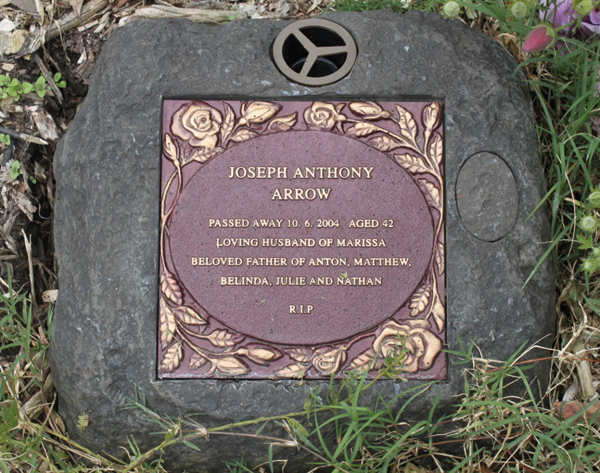 JOSEPH ANTHONY
ARROW
PASSED AWAY 10. 6. 2004 AGED 42
LOVING HUSBAND OF MARISSA
BELOVED FATHER OF ANTON, MATTHEW,
BELINDA, JULIE AND NATHAN
R.I.P